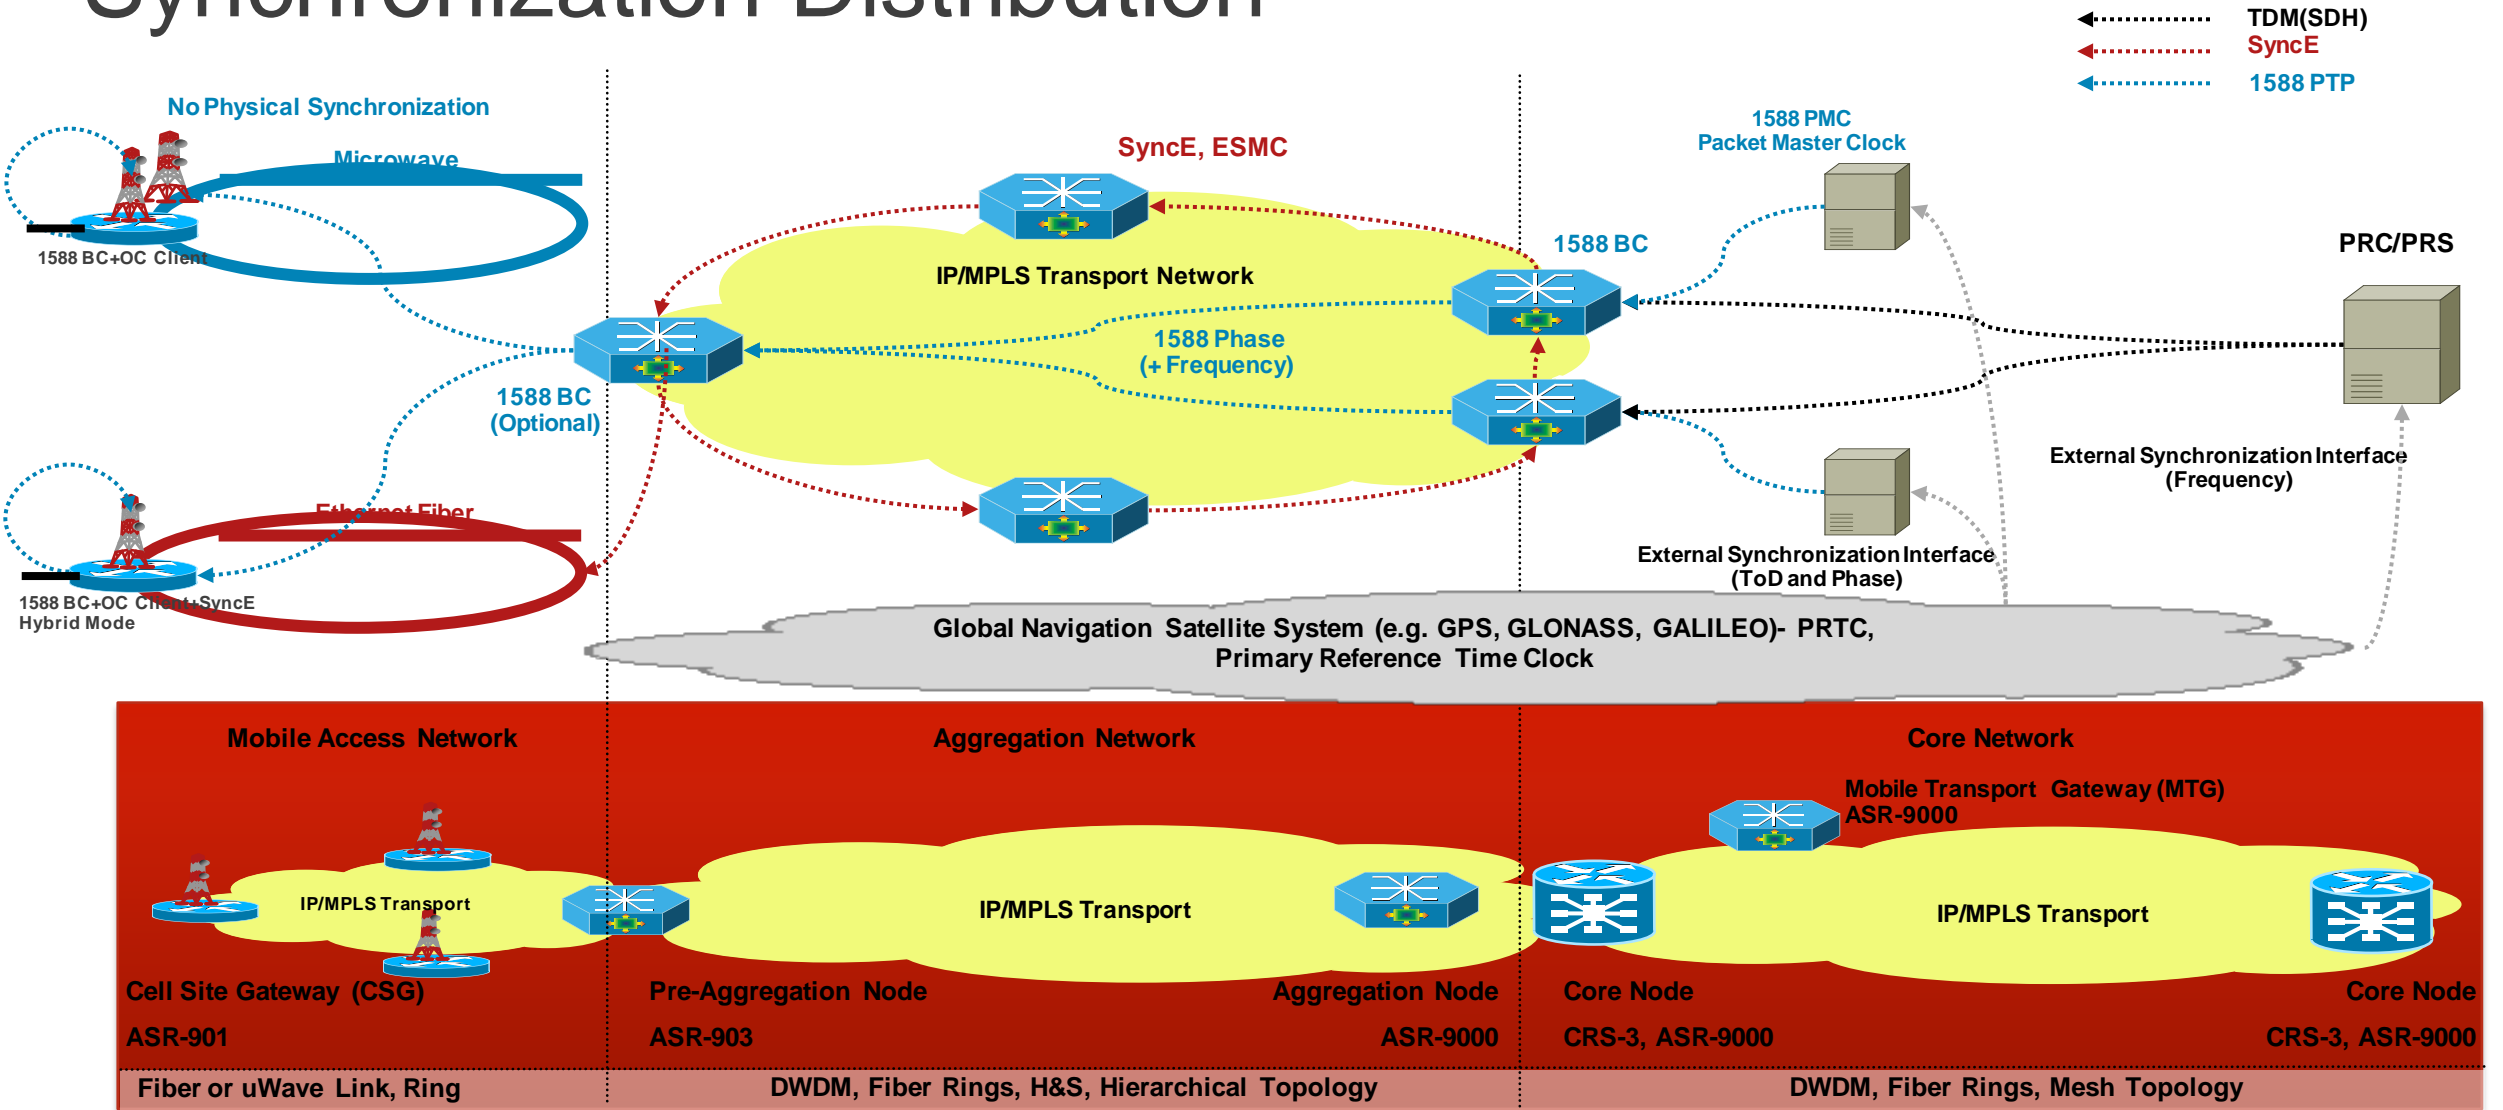 Synchronization Distribution
TDM(SDH)
SyncE
1588 PTP
No Physical Synchronization
Microwave
1588 BC+OC Client
SyncE, ESMC
1588 PMC
Packet Master Clock
1588 BC
PRC/PRS
IP/MPLS Transport Network
1588 Phase
(+ Frequency)
1588 BC
(Optional)
External Synchronization Interface
(Frequency)
Ethernet Fiber
External Synchronization Interface
(ToD and Phase)
1588 BC+OC Client+SyncE
Hybrid Mode
Global Navigation Satellite System (e.g. GPS, GLONASS, GALILEO)- PRTC,
Primary Reference Time Clock
Mobile Access Network
Aggregation Network
Core Network
Mobile Transport Gateway (MTG)
ASR-9000
IP/MPLS Transport
IP/MPLS Transport
IP/MPLS Transport
Cell Site Gateway (CSG)
ASR-901
Pre-Aggregation Node
ASR-903
Aggregation Node
ASR-9000
Core Node
CRS-3, ASR-9000
Core Node
CRS-3, ASR-9000
Fiber or uWave Link, Ring
DWDM, Fiber Rings, H&S, Hierarchical Topology
DWDM, Fiber Rings, Mesh Topology